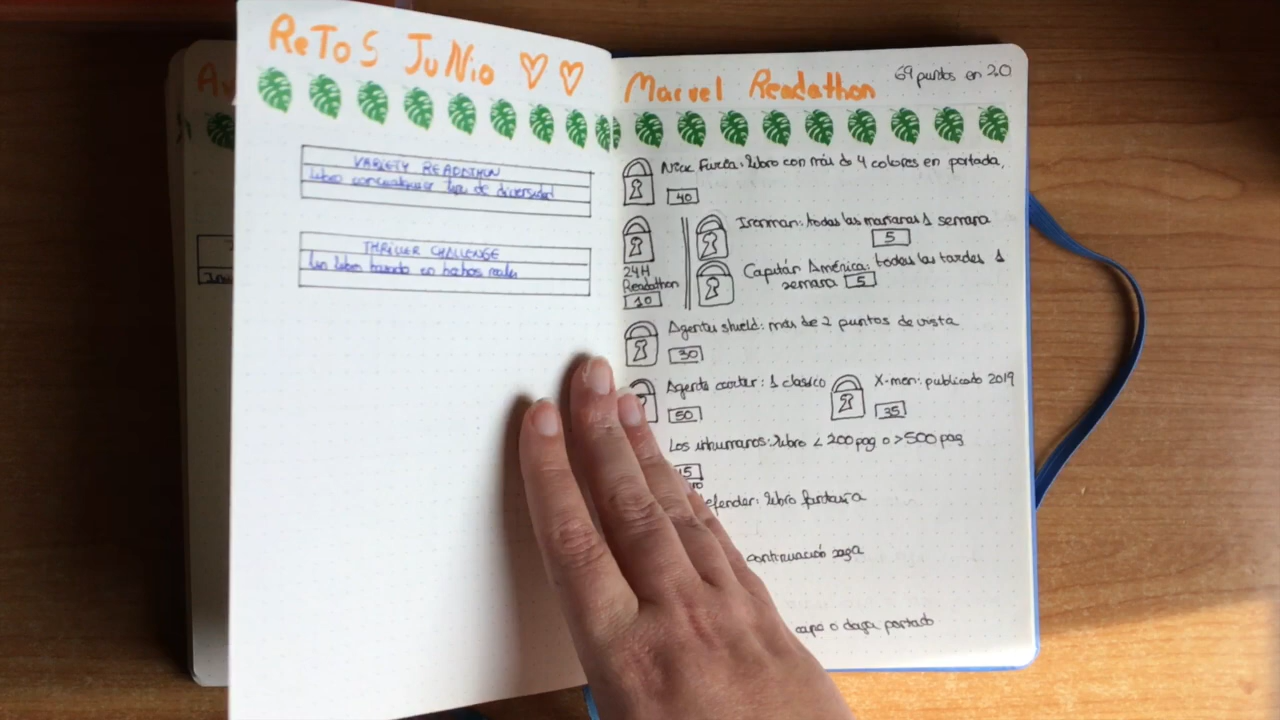 ReToS JuNio
VARIETY READATHON
libro con cualquier tipo de diversidad
THRILLER CHALLENGE
Un libro basado en hechos reales
Marvel Readathon
69 puntos en 20
Nick Furia: libro con más de 4 colores en portada.
40
24H
Readathon
10
Ironman: todas las mañanas 1 semana
5
Capitán América: todas las tardes 1
semana 5
Agentes shield: más de 2 puntos de vista
30
Agente carter: 1 clasico
50
X-men: publicado 2019
35
Los inhumanos: libro < 200 pag o >500 pag
15
efender: libro fantasía
continuación saga
capa o daga portada